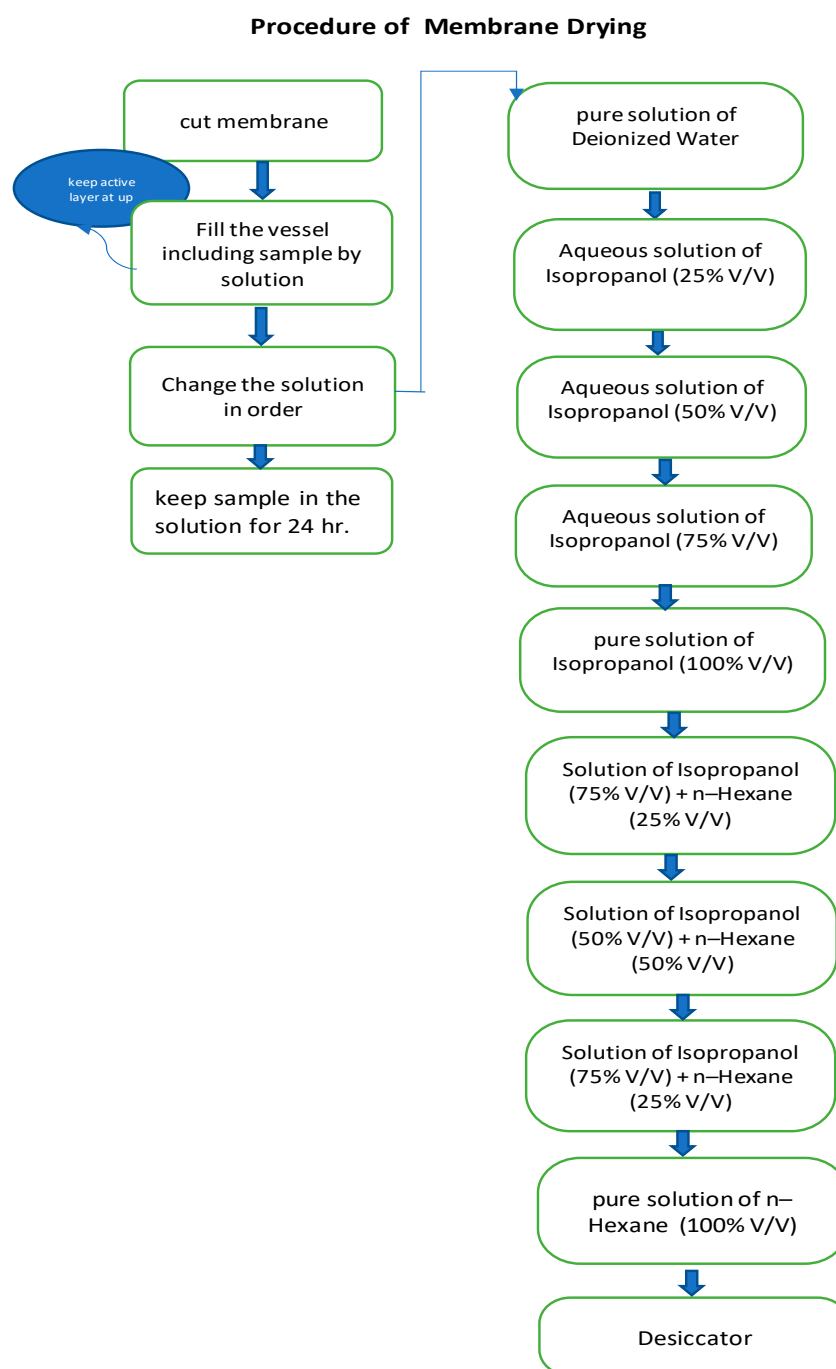 Procedure of Membrane Drying
cut membrane
keep active
layer at up
Fill the vessel
including sample by
solution
Change the solution
in order
keep sample in the
solution for 24 hr.
pure solution of
Deionized Water
Aqueous solution of
Isopropanol (25% V/V)
Aqueous solution of
Isopropanol (50% V/V)
Aqueous solution of
Isopropanol (75% V/V)
pure solution of
Isopropanol (100% V/V)
Solution of Isopropanol
(75% V/V) + n–Hexane
(25% V/V)
Solution of Isopropanol
(50% V/V) + n–Hexane
(50% V/V)
Solution of Isopropanol
(75% V/V) + n–Hexane
(25% V/V)
pure solution of n–
Hexane (100% V/V)
Desiccator